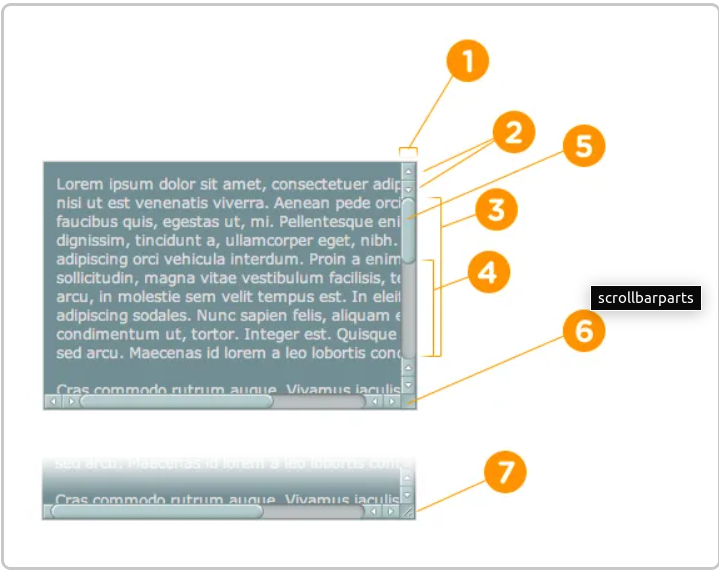 1
2
5
Lorem ipsum dolor sit amet, consectetuer adip
nisi ut est venenatis viverra. Aenean pede orci
3
faucibus quis, egestas ut, mi. Pellentesque eni
dignissim, tincidunt a, ullamcorper eget, nibh.
adipiscing orci vehicula interdum. Proin a enim
4
sollicitudin, magna vitae vestibulum facilisis, te
arcu, in molestie sem velit tempus est. In eleif
scrollbarparts
adipiscing sodales. Nunc sapien felis, aliquam e
condimentum ut, tortor. Integer est. Quisque
6
sed arcu. Maecenas id lorem a leo lobortis cond
Cras commodo rutrum augue. Vivamus iaculis
sed arcu. Maecenas id lorem a leo lobortis cond
7
Cras commodo rutrum augue. Vivamus iaculis